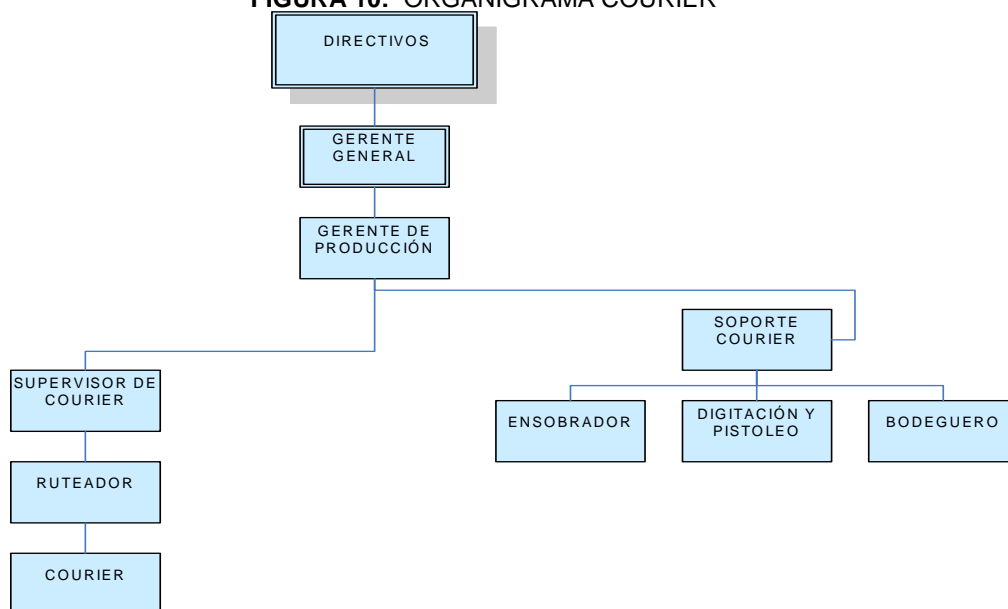 FIGURA 10: ORGANIGRAMA COURIER
DIRECTIVOS
GERENTE
GENERAL
GERENTE DE
PRODUCCIÓN
SOPORTE
COURIER
SUPERVISOR DE
COURIER
ENSOBRADOR
DIGITACIÓN Y
PISTOLEO
BODEGUERO
RUTEADOR
COURIER